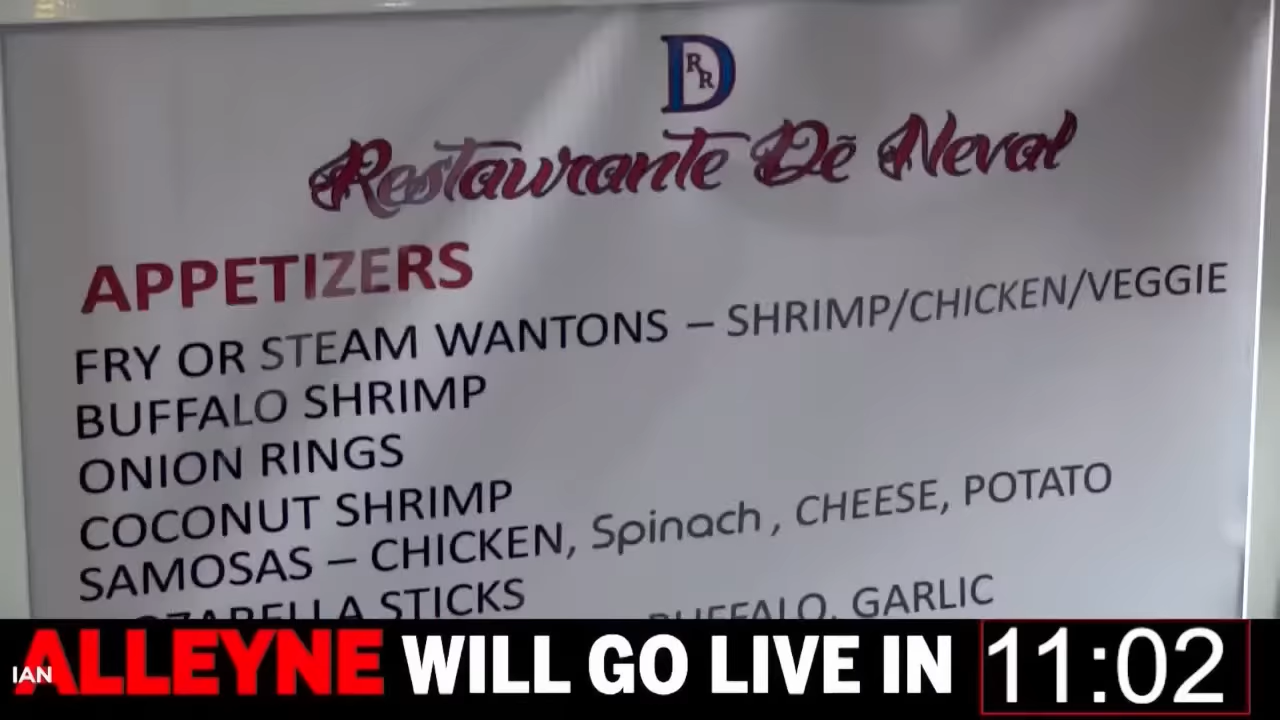 D
RR
Restaurante Dẽ Neval
APPETIZERS
FRY OR STEAM WANTONS – SHRIMP/CHICKEN/VEGGIE
BUFFALO SHRIMP
ONION RINGS
COCONUT SHRIMP
SAMOSAS – CHICKEN, Spinach , CHEESE, POTATO
STICKS
BUFFALO, GARLIC
IAN ALLEYNE WILL GO LIVE IN 11:02